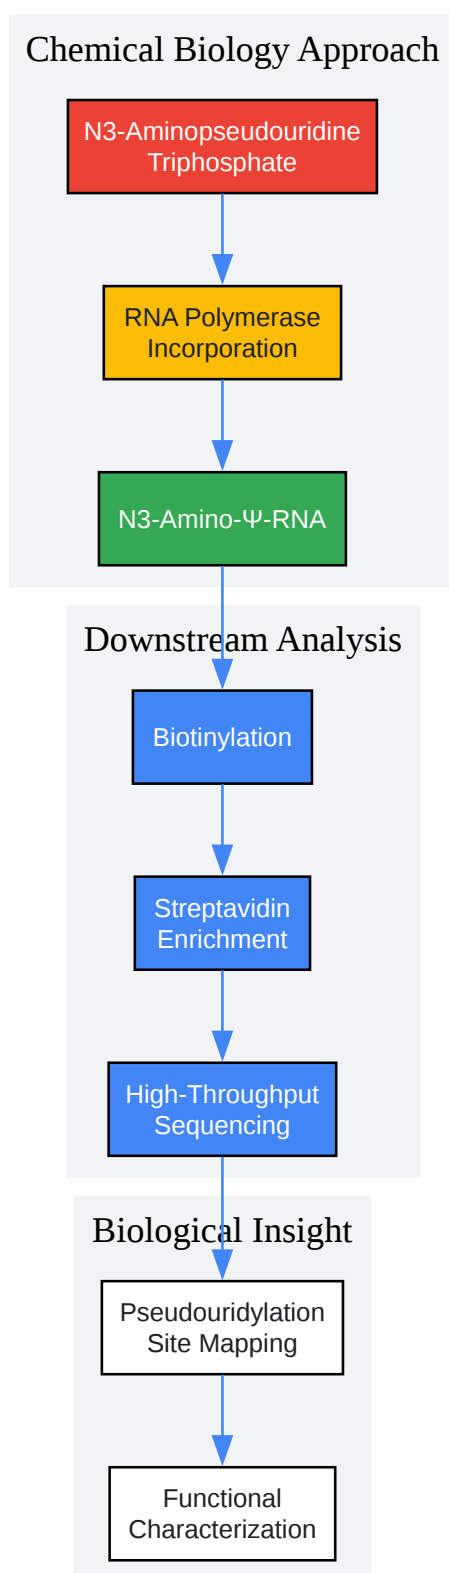 Chemical Biology Approach
N3-Aminopseudouridine
Triphosphate
RNA Polymerase
Incorporation
N3-Amino-Ψ-RNA
Downstream Analysis
Biotinylation
Streptavidin
Enrichment
High-Throughput
Sequencing
Biological Insight
Pseudouridylation
Site Mapping
Functional
Characterization